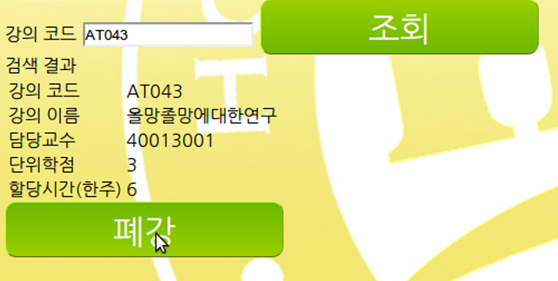 강의 코드 AT043 조회
검색 결과
강의 코드 AT043
강의 이름 올망졸망에대한연구
담당교수 40013001
단위학점 3
할당시간(한주) 6
폐강